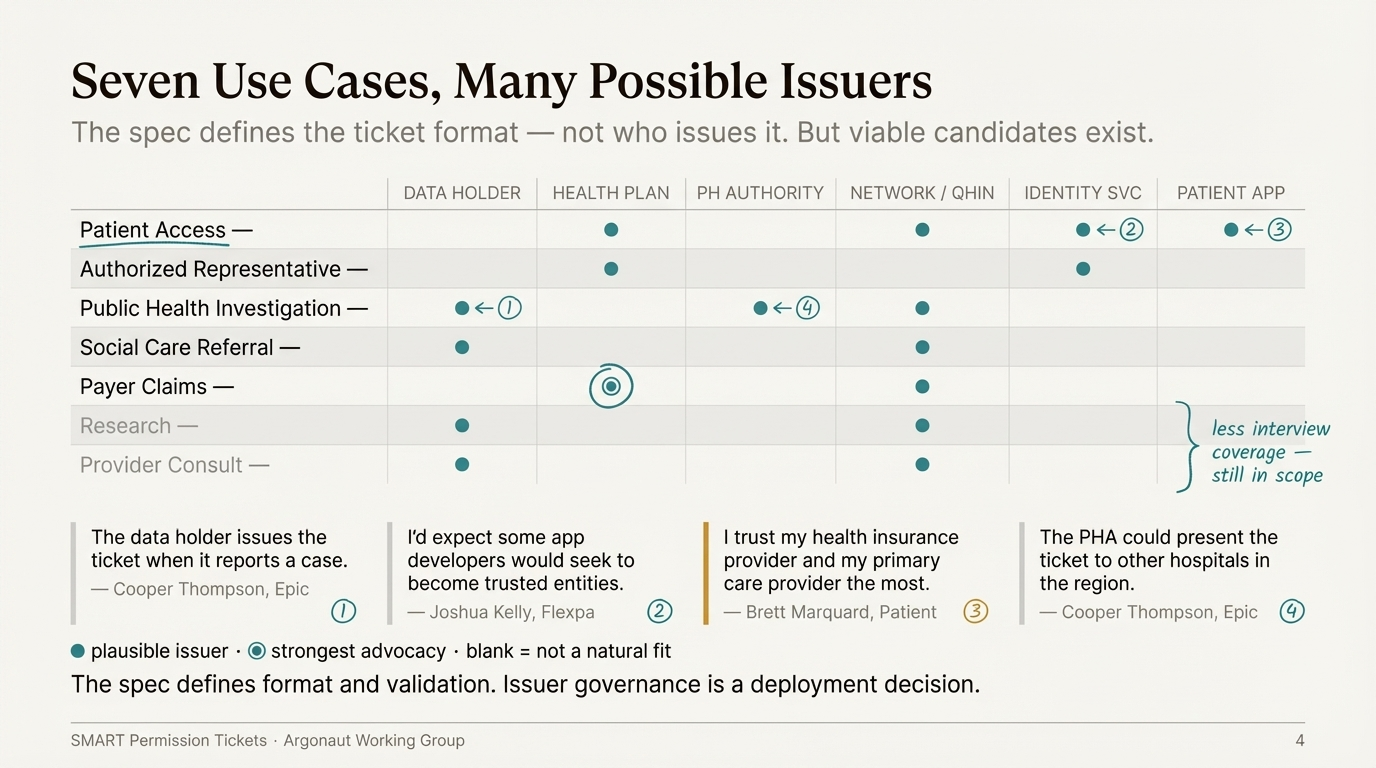 Seven Use Cases, Many Possible Issuers
The spec defines the ticket format — not who issues it. But viable candidates exist.
DATA HOLDER HEALTH PLAN PH AUTHORITY NETWORK / QHIN IDENTITY SVC PATIENT APP
Patient Access — ● ● ● ← ② ● ← ③
Authorized Representative — ● ●
Public Health Investigation — ● ← ① ● ← ④ ●
Social Care Referral — ● ●
Payer Claims — ◉ ●
Research — ● ●
Provider Consult — ● ●
less interview
coverage —
still in scope
The data holder issues the
ticket when it reports a case.
— Cooper Thompson, Epic
①
I'd expect some app
developers would seek to
become trusted entities.
— Joshua Kelly, Flexpa ②
I trust my health insurance
provider and my primary
care provider the most.
— Brett Marquard, Patient ③
The PHA could present the
ticket to other hospitals in
the region.
— Cooper Thompson, Epic ④
● plausible issuer · ◉ strongest advocacy · blank = not a natural fit
The spec defines format and validation. Issuer governance is a deployment decision.
SMART Permission Tickets · Argonaut Working Group 4